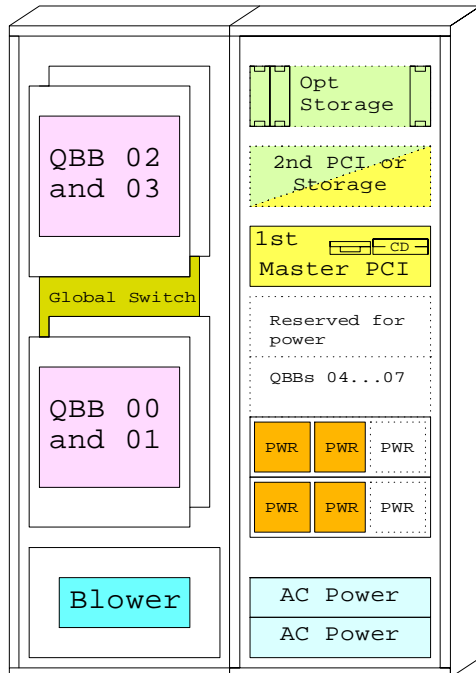 QBB 02
and 03
Global Switch
QBB 00
and 01
Blower
Opt
Storage
2nd PCI or
Storage
1st
CD
Master PCI
Reserved for
power
QBBs 04...07
PWR PWR PWR
PWR PWR PWR
AC Power
AC Power